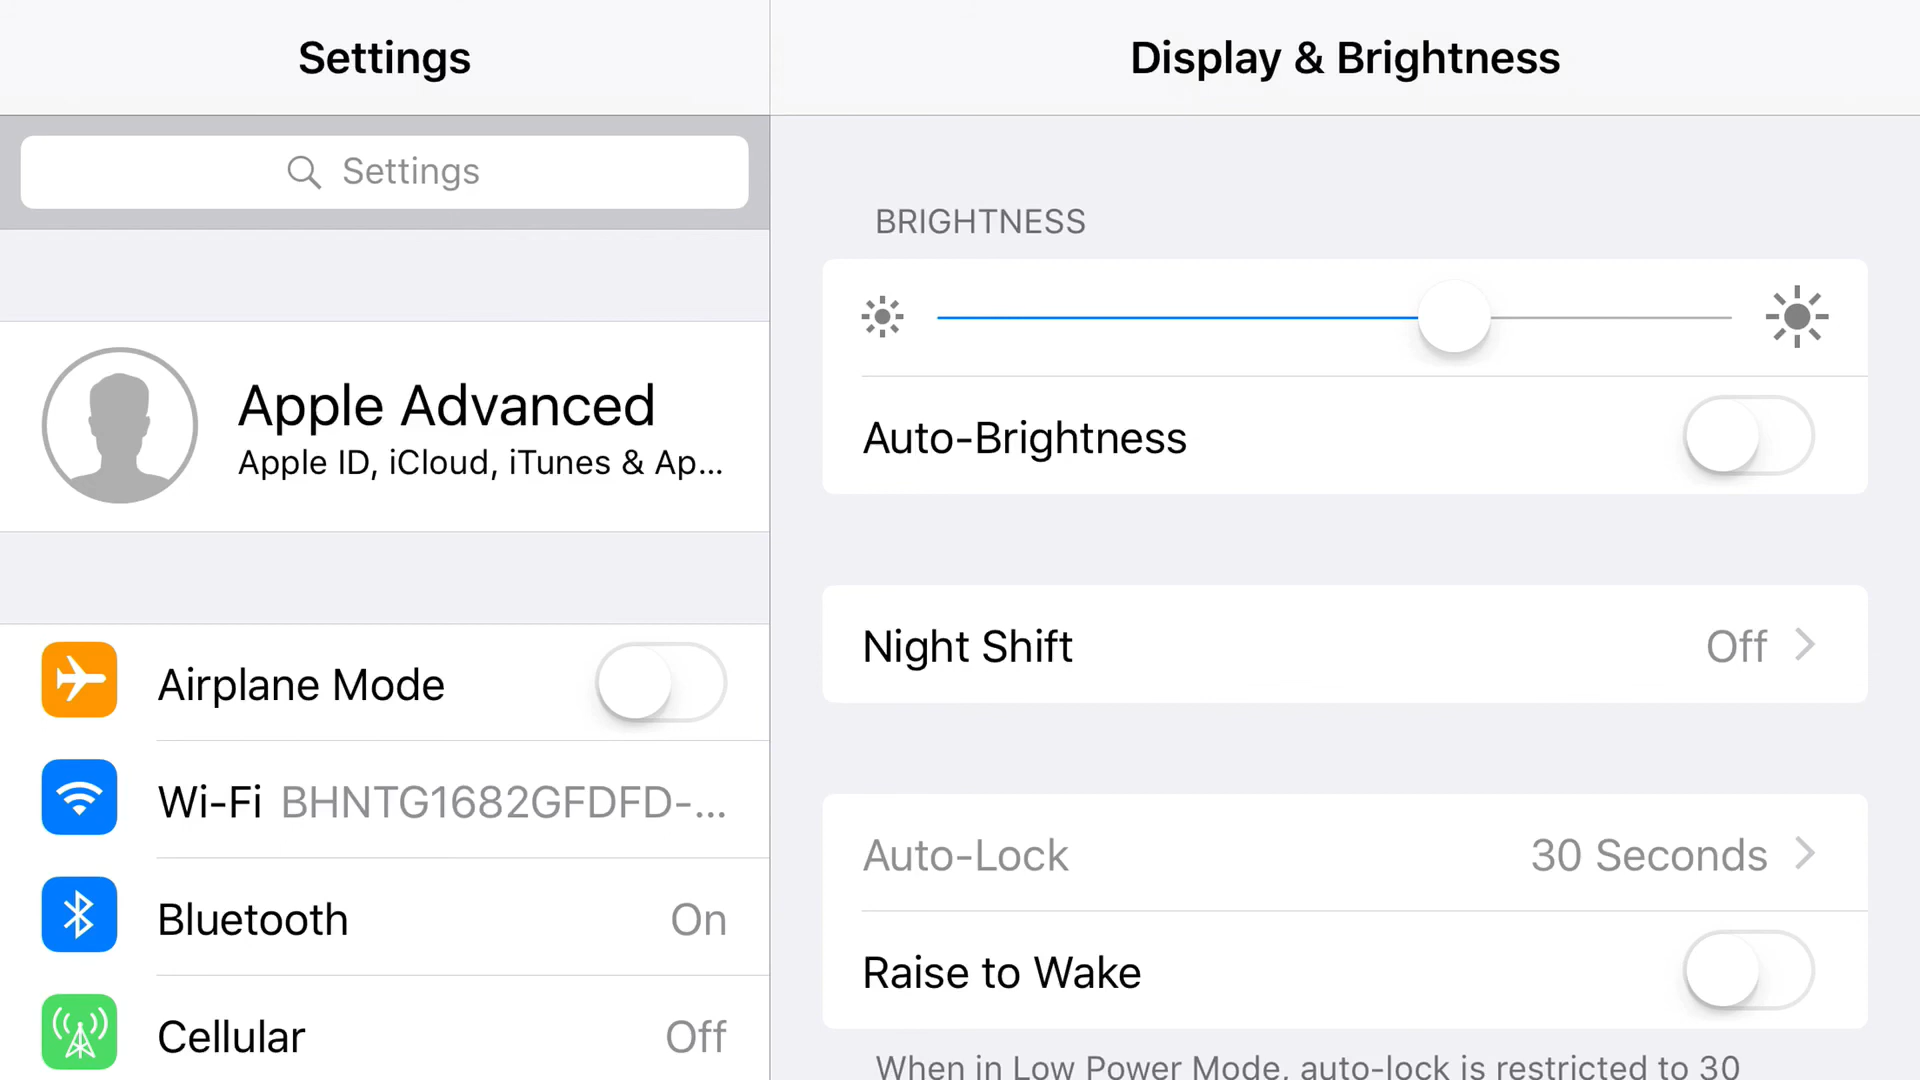 Settings
Settings
Apple Advanced
Apple ID, iCloud, iTunes & Ap...
Airplane Mode
Wi-Fi BHNTG1682GFDFD-...
Bluetooth On
Cellular Off
Display & Brightness
BRIGHTNESS
Auto-Brightness
Night Shift Off
Auto-Lock 30 Seconds
Raise to Wake
When in Low Power Mode, auto-lock is restricted to 30